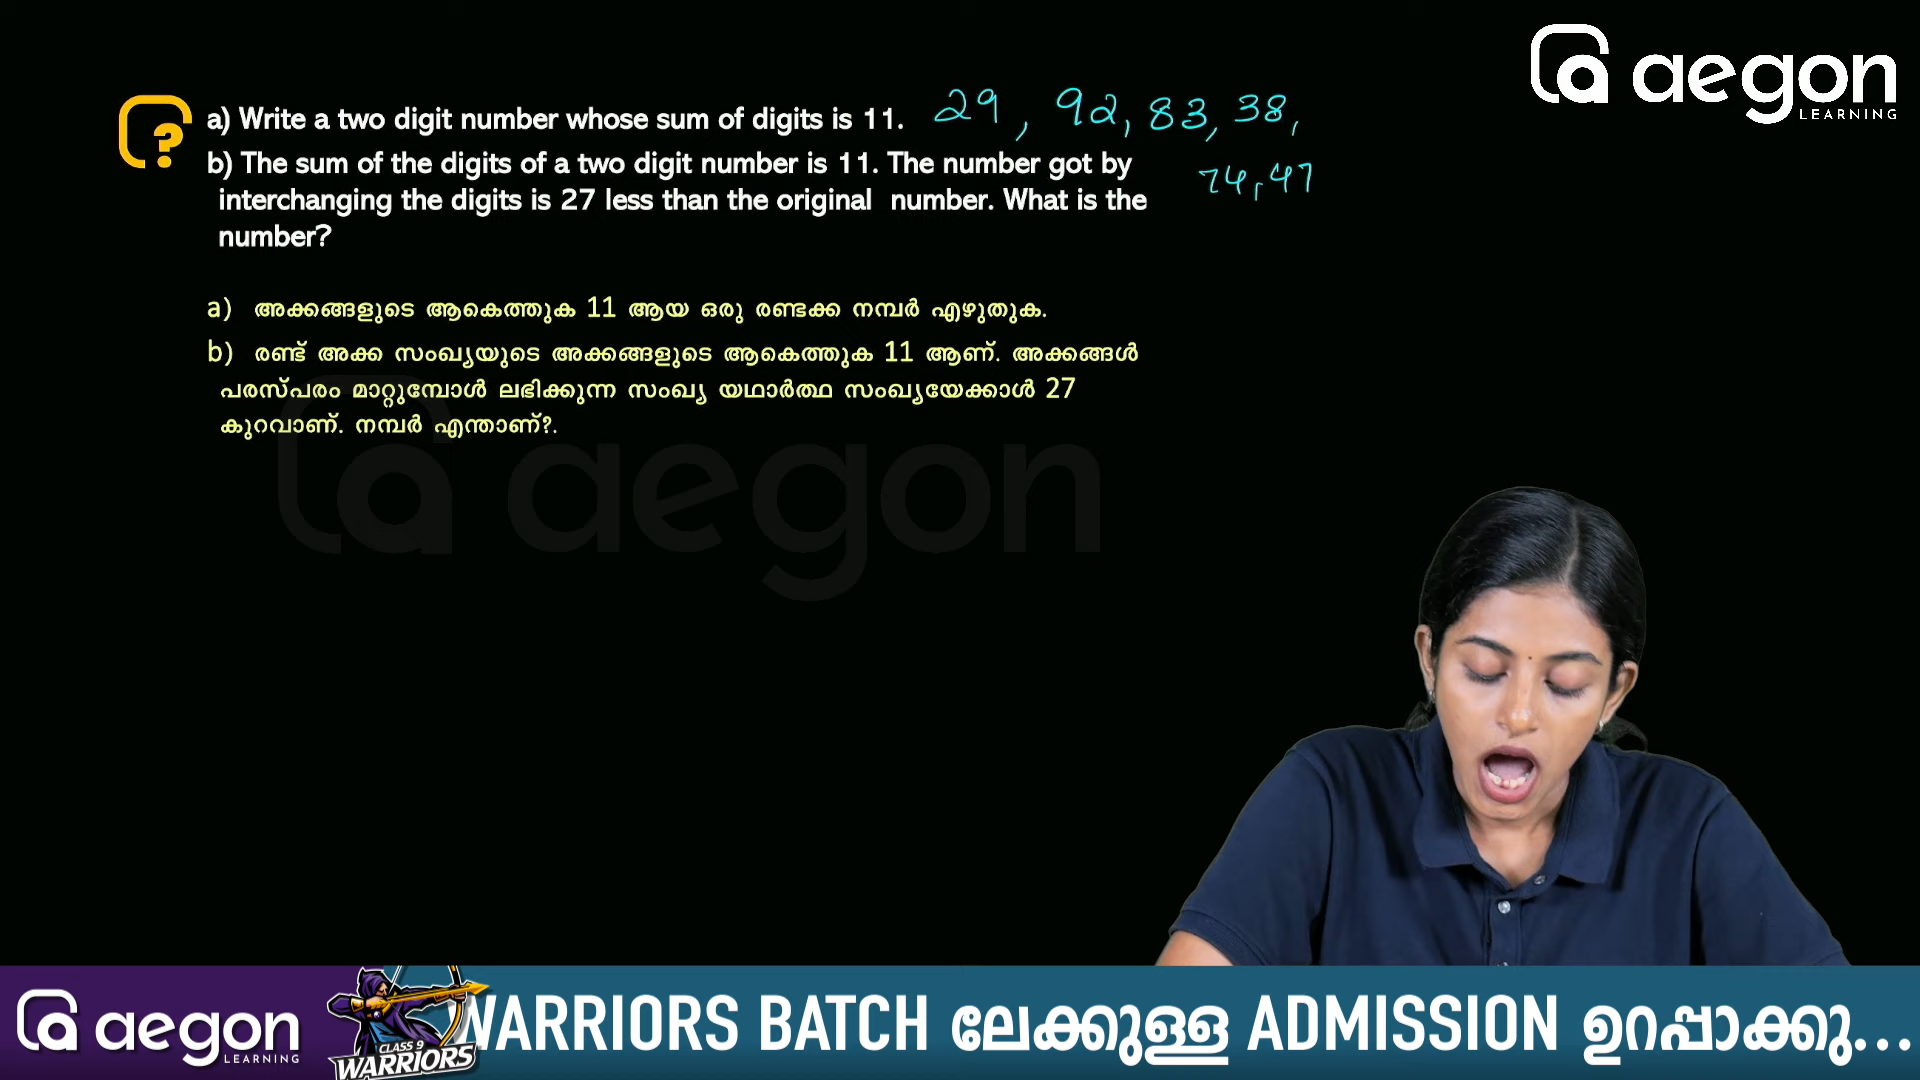 aegon
LEARNING
a) Write a two digit number whose sum of digits is 11. 29, 92, 83, 38,
74, 47
b) The sum of the digits of a two digit number is 11. The number got by
interchanging the digits is 27 less than the original number. What is the
number?
a) അക്കങ്ങളുടെ ആകെത്തുക 11 ആയ ഒരു രണ്ടക്ക നമ്പർ എഴുതുക.
b) രണ്ട് അക്ക സംഖ്യയുടെ അക്കങ്ങളുടെ ആകെത്തുക 11 ആണ്. അക്കങ്ങൾ
പരസ്പരം മാറ്റുമ്പോൾ ലഭിക്കുന്ന സംഖ്യ യഥാർത്ഥ സംഖ്യയേക്കാൾ 27
കുറവാണ്. നമ്പർ എന്താണ്?.
aegon
aegon
LEARNING
CLASS 9
WARRIORS
WARRIORS BATCH ലേക്കുള്ള ADMISSION ഉറപ്പാക്കൂ...